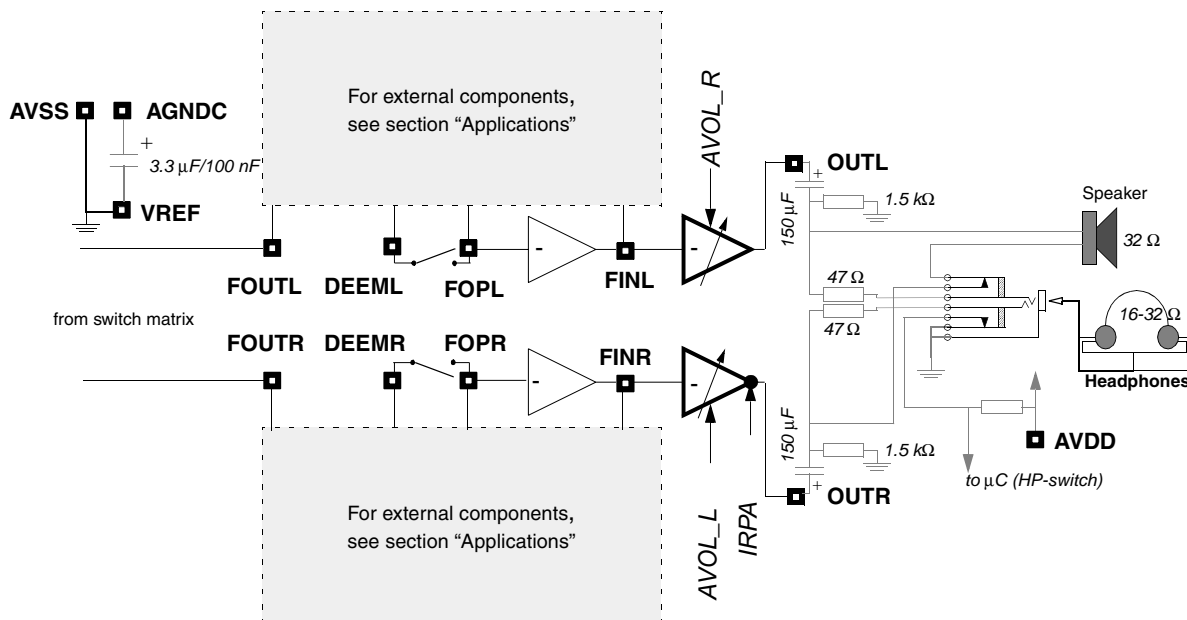 For external components,
see section “Applications”
AVSS
AGNDC
+
3.3 µF/100 nF
VREF
AVOL_R
OUTL
+
1.5 kΩ
150 µF
Speaker
32 Ω
-
-
FOUTL
DEEML
FOPL
FINL
47 Ω
47 Ω
16-32 Ω
Headphones
from switch matrix
FOUTR
DEEMR
FOPR
FINR
-
-
150 µF
1.5 kΩ
+
OUTR
AVDD
to µC (HP-switch)
AVOL_L
IRPA
For external components,
see section “Applications”